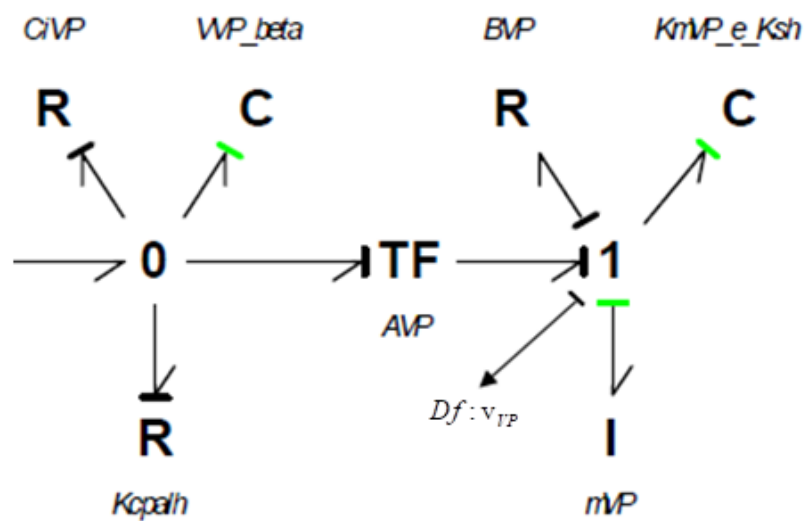 CiVP VVP_beta BVP KmVP_e_Ksh
R C R C
0 TF 1
AVP
Df : v_VP
R I
Kcpalh mVP